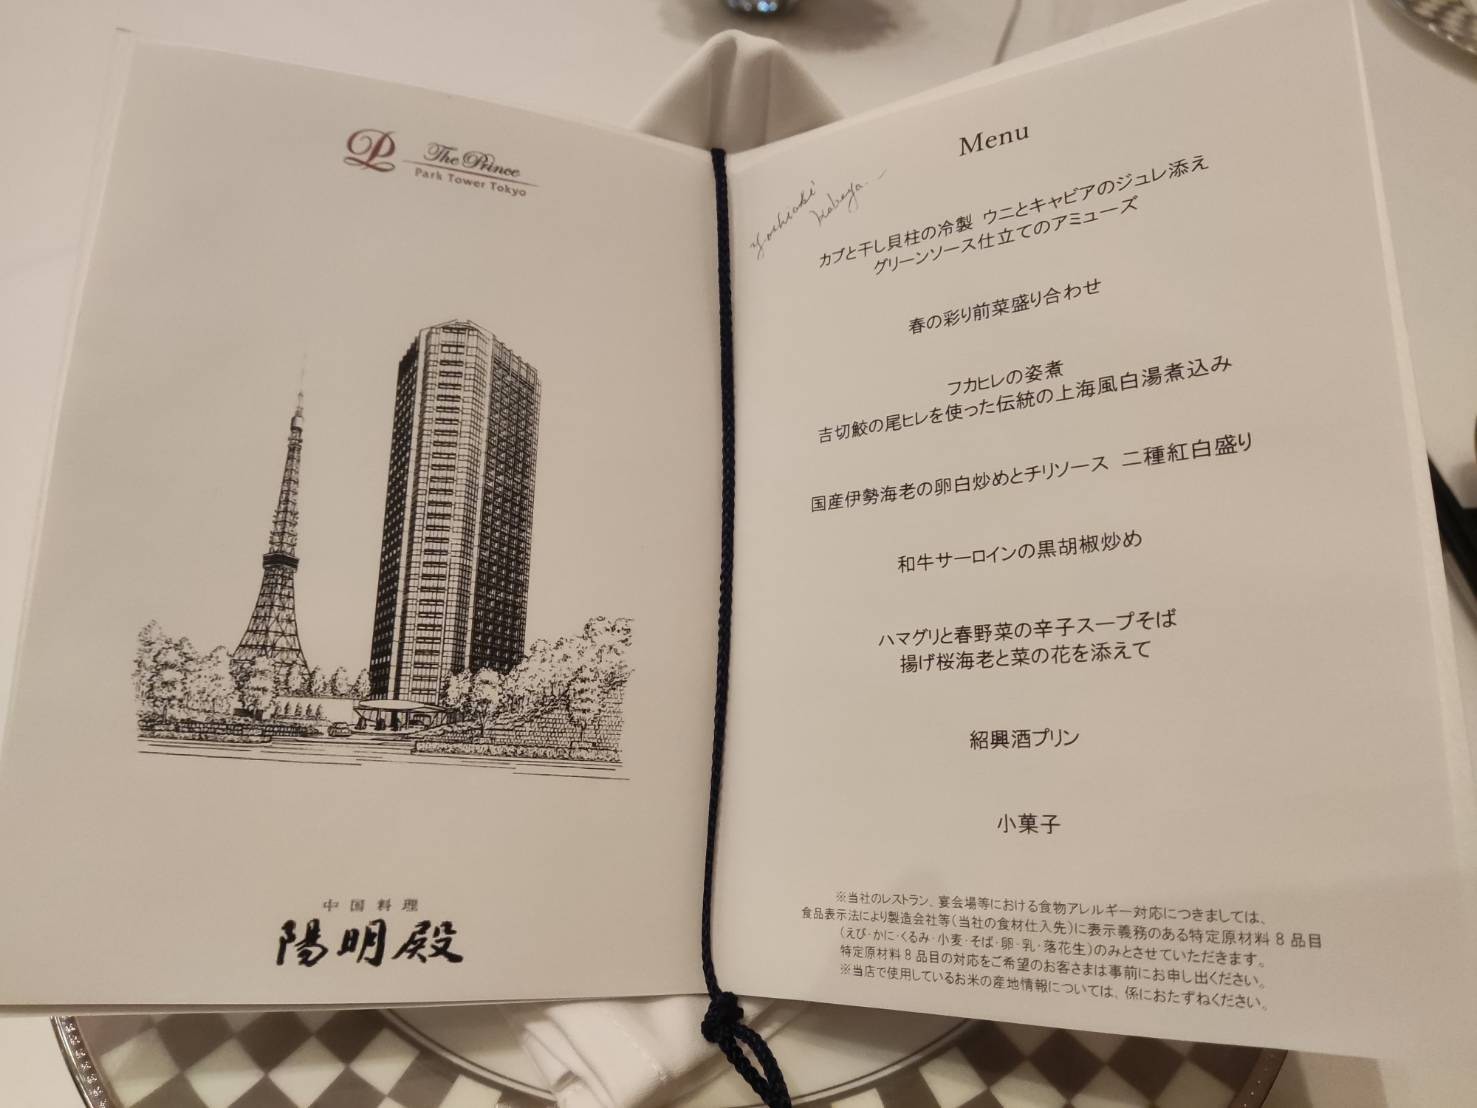 The Prince
Park Tower Tokyo
中国料理
陽明殿
Menu
カブと干し貝柱の冷製 ウニとキャビアのジュレ添え
グリーンソース仕立てのアミューズ
春の彩り前菜盛り合わせ
フカヒレの姿煮
吉切鮫の尾ヒレを使った伝統の上海風白湯煮込み
国産伊勢海老の卵白炒めとチリソース 二種紅白盛り
和牛サーロインの黒胡椒炒め
ハマグリと春野菜の辛子スープそば
揚げ桜海老と菜の花を添えて
紹興酒プリン
小菓子
※当社のレストラン、宴会場等における食物アレルギー対応につきましては、
食品表示法により製造会社等(当社の食材仕入先)に表示義務のある特定原材料8品目
(えび・かに・くるみ・小麦・そば・卵・乳・落花生)のみとさせていただきます。
特定原材料8品目の対応をご希望のお客さまは事前にお申し出ください。
※当店で使用しているお米の産地情報については、係におたずねください。